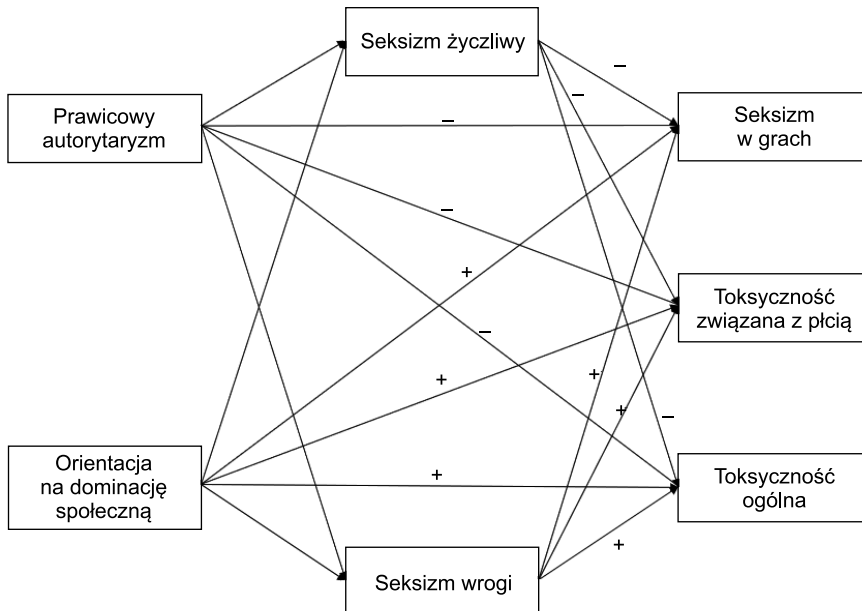 Seksizm życzliwy
Prawicowy
autorytaryzm
Seksizm
w grach
Toksyczność
związana z płcią
Orientacja
na dominację
społeczną
Toksyczność
ogólna
Seksizm wrogi
–
–
–
–
+
–
+
+
+
–
+
+